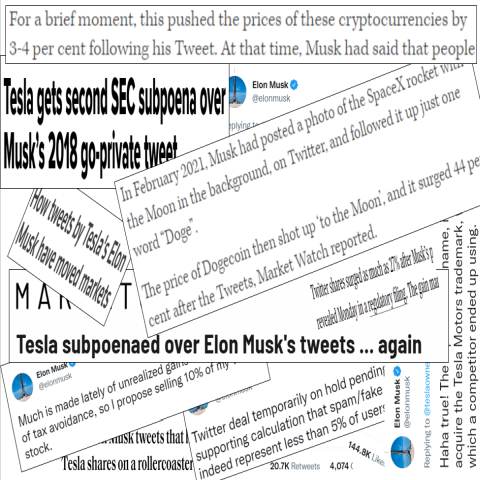 For a brief moment, this pushed the prices of these cryptocurrencies by
3-4 per cent following his Tweet. At that time, Musk had said that people
Tesla gets second SEC subpoena over
Musk's 2018 go-private tweet
Elon Musk
@elonmusk
In February 2021, Musk had posted a photo of the SpaceX rocket with
the Moon in the background, on Twitter, and followed it up just one
word "Doge".
The price of Dogecoin then shot up 'to the Moon', and it surged 44 per
cent after the Tweets, Market Watch reported.
How tweets by Tesla's Elon
Musk have moved markets
Twitter shares surged as much as 27% after Musk's
revealed Monday in a regulatory filing. The gain
MAR T
Tesla subpoenaed over Elon Musk's tweets ... again
Elon Musk
@elonmusk
Much is made lately of unrealized gains
of tax avoidance, so I propose selling 10% of my
stock.
Musk tweets that
Tesla shares on a rollercoaster
Twitter deal temporarily on hold pending
supporting calculation that spam/fake
indeed represent less than 5% of users
20.7K Retweets 4,074
144.9K Likes
Elon Musk
@elonmusk
Replying to @teslaowne
Haha true! The name,
acquire the Tesla Motors trademark,
which a competitor ended up using.